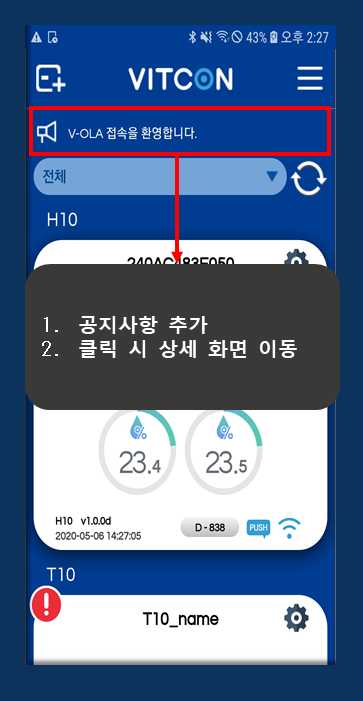 43% 오후 2:27
VITCON
V-OLA 접속을 환영합니다.
전체
H10
240AC483F050
1. 공지사항 추가
2. 클릭 시 상세 화면 이동
%
%
23.4
23.5
H10 v1.0.0d
2020-05-06 14:27:05
D - 838
PUSH
T10
!
T10_name